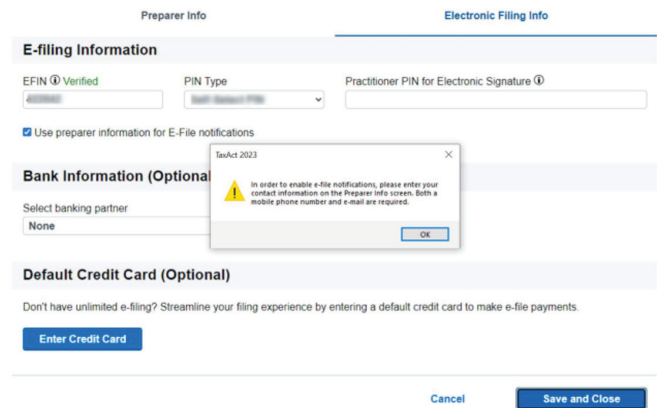 Preparer Info
Electronic Filing Info
E-filing Information
EFIN Verified
PIN Type
Practitioner PIN for Electronic Signature
Use preparer information for E-File notifications
TaxAct 2023
In order to enable e-file notifications, please enter your
contact information on the Preparer Info screen. Both a
mobile phone number and e-mail are required.
OK
Bank Information (Optional
Select banking partner
None
Default Credit Card (Optional)
Don't have unlimited e-filing? Streamline your filing experience by entering a default credit card to make e-file payments.
Enter Credit Card
Cancel
Save and Close